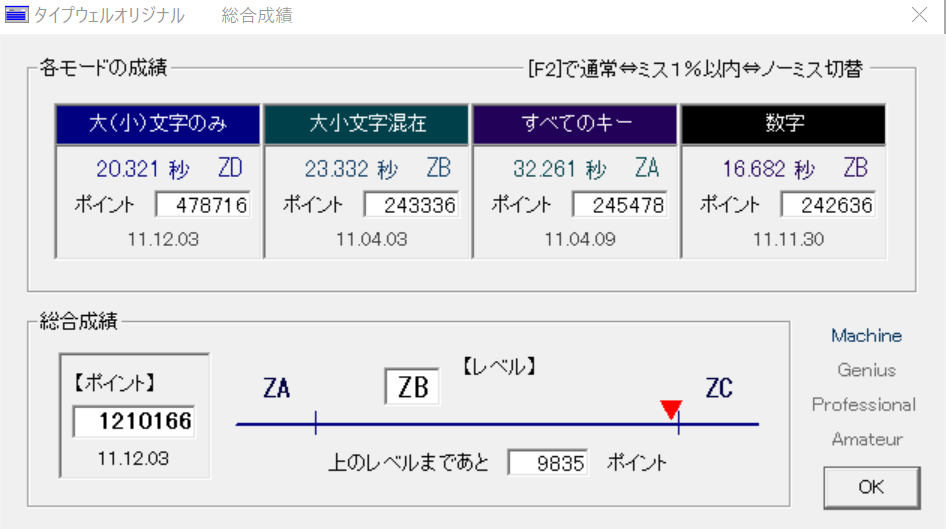 タイプウェルオリジナル　　総合成績
各モードの成績　[F2]で通常⇔ミス1％以内⇔ノーミス切替
大(小)文字のみ　大小文字混在　すべてのキー　数字
20.321 秒　ZD　23.332 秒　ZB　32.261 秒　ZA　16.682 秒　ZB
ポイント　478716　ポイント　243336　ポイント　245478　ポイント　242636
11.12.03　11.04.03　11.04.09　11.11.30
総合成績
【ポイント】
1210166
11.12.03
【レベル】
ZA　ZB　ZC
上のレベルまであと　9835　ポイント
Machine
Genius
Professional
Amateur
OK